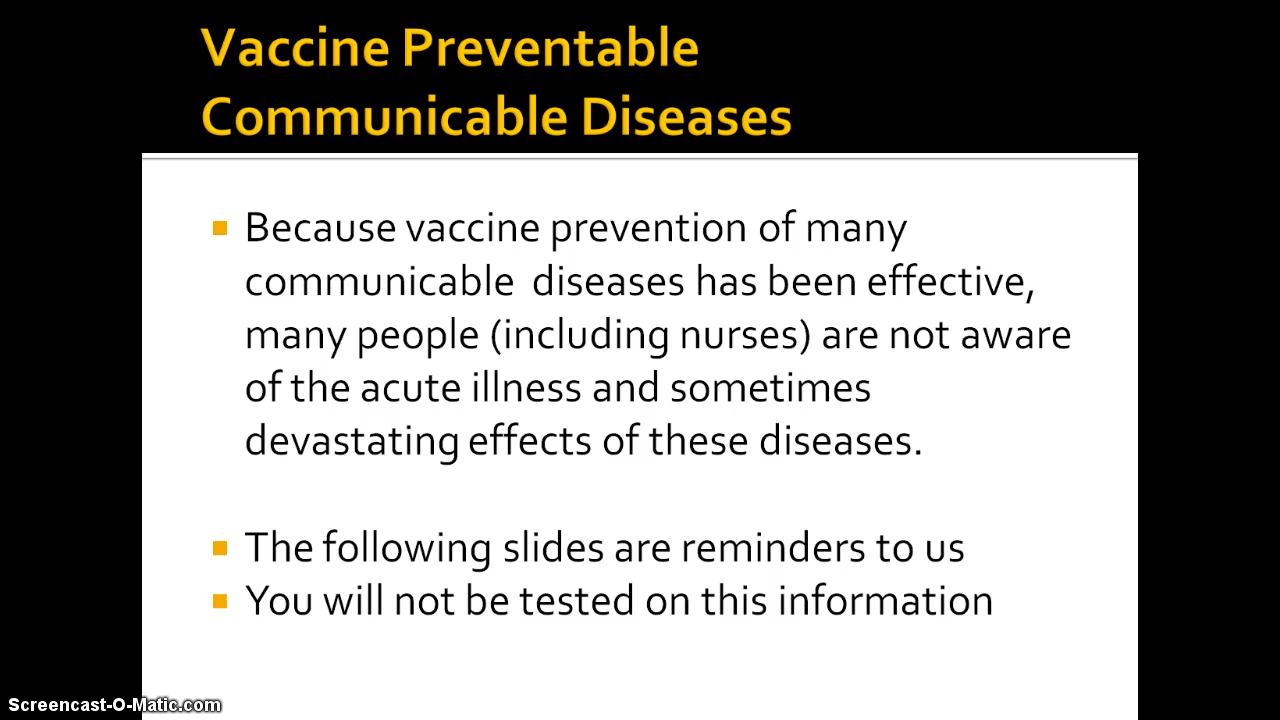 Vaccine Preventable
Communicable Diseases
Because vaccine prevention of many
communicable  diseases has been effective,
many people (including nurses) are not aware
of the acute illness and sometimes
devastating effects of these diseases.
The following slides are reminders to us
You will not be tested on this information
Screencast-O-Matic.com